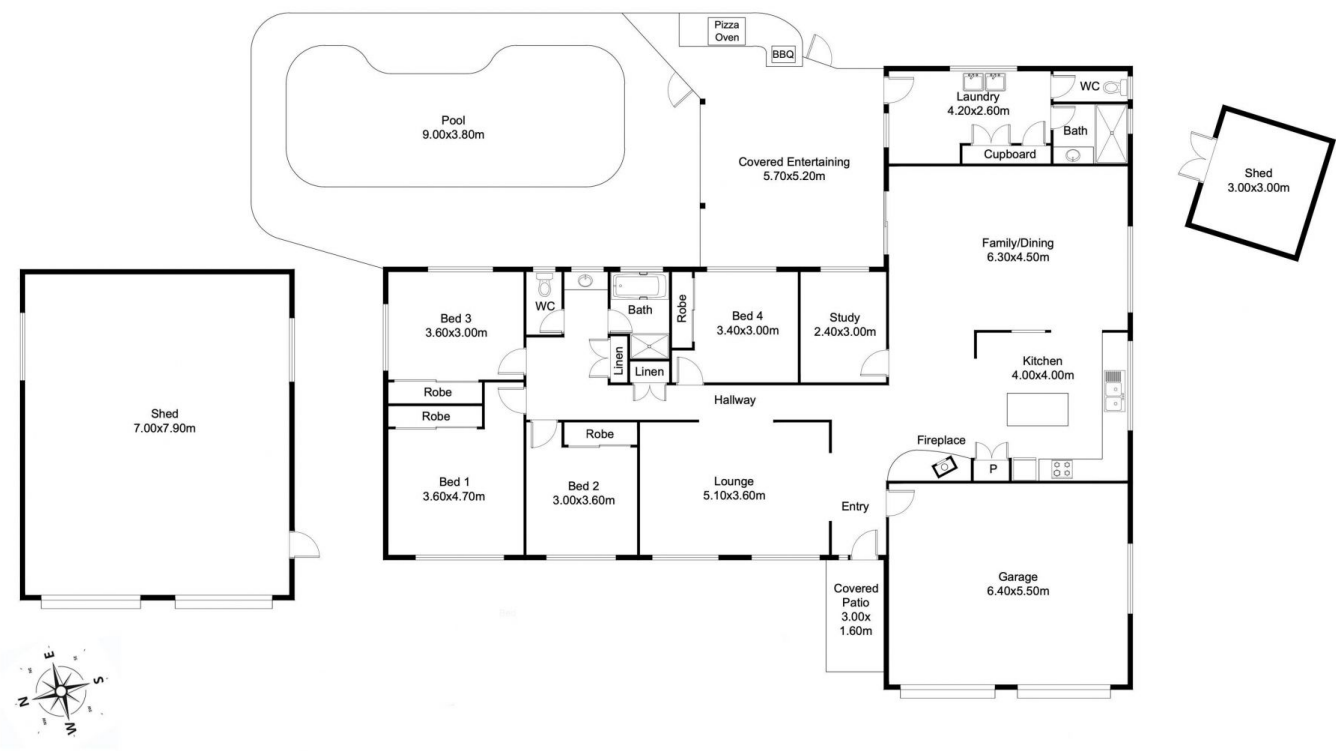 Pizza
Oven
BBQ
Pool
9.00x3.80m
Covered Entertaining
5.70x5.20m
Laundry
4.20x2.60m
WC
Bath
Cupboard
Shed
3.00x3.00m
Family/Dining
6.30x4.50m
Shed
7.00x7.90m
Bed 3
3.60x3.00m
WC
Bath
Robe
Bed 4
3.40x3.00m
Study
2.40x3.00m
Linen
Linen
Kitchen
4.00x4.00m
Robe
Robe
Hallway
Robe
Fireplace
P
Bed 1
3.60x4.70m
Bed 2
3.00x3.60m
Lounge
5.10x3.60m
Entry
Garage
6.40x5.50m
Covered
Patio
3.00x
1.60m
E
S
N
W